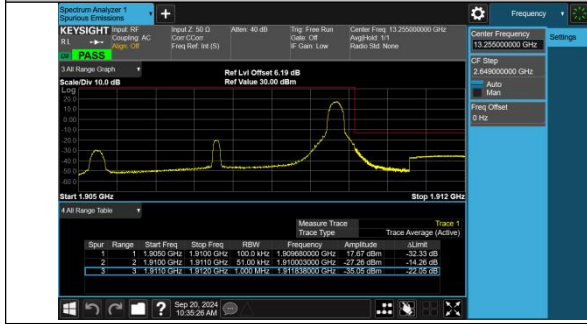 Spectrum Analyzer 1
Spurious Emissions
Frequency
KEYSIGHT Input: RF Input Z: 50 Ω Atten: 40 dB Trig: Free Run Center Freq: 13.255000000 GHz
R L Coupling: AC Corr CCorr Gate: Off Avg|Hold: 1/1
Align: Off Freq Ref: Int (S) IF Gain: Low Radio Std: None
PASS
Center Frequency
13.255000000 GHz
Settings
CF Step
2.649000000 GHz
Auto
Man
Freq Offset
0 Hz
3 All Range Graph
Ref Lvl Offset 6.19 dB
Scale/Div 10.0 dB Ref Value 30.00 dBm
Log
20.0
10.0
0.00
-10.0
-20.0
-30.0
-40.0
-50.0
-60.0
Start 1.905 GHz Stop 1.912 GHz
4 All Range Table
Measure Trace Trace 1
Trace Type Trace Average (Active)
Spur Range Start Freq Stop Freq RBW Frequency Amplitude ΔLimit
1 1 1.9050 GHz 1.9100 GHz 100.0 kHz 1.909680000 GHz 17.67 dBm -32.33 dB
2 2 1.9100 GHz 1.9110 GHz 51.00 kHz 1.910003000 GHz -27.26 dBm -14.26 dB
3 3 1.9110 GHz 1.9120 GHz 1.000 MHz 1.911838000 GHz -35.05 dBm -22.05 dB
Sep 20, 2024
10:35:26 AM